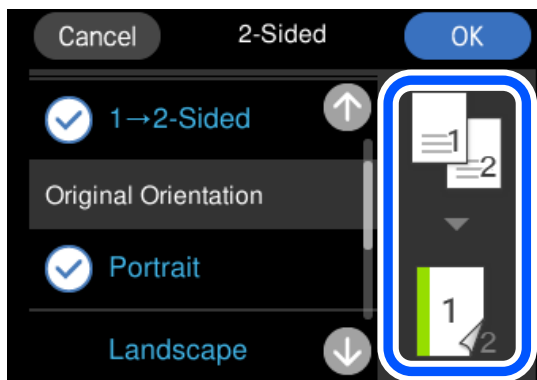 Cancel 2-Sided OK
1→2-Sided
Original Orientation
Portrait
Landscape
1
2
1
2